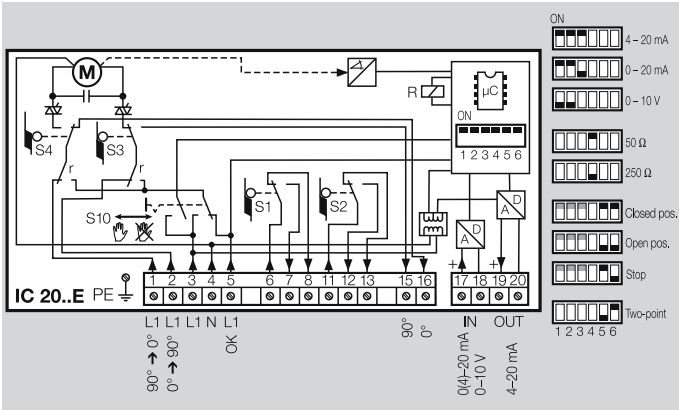 ON
4–20 mA
0–20 mA
0–10 V
50 Ω
250 Ω
Closed pos.
Open pos.
Stop
Two-point
1 2 3 4 5 6
M
R
µC
ON
1 2 3 4 5 6
S4
S3
r
r
S10
S1
S2
A
D
A
D
+
+
IC 20..E
PE
1 2 3 4 5 6 7 8 11 12 13 15 16 17 18 19 20
L1 L1 L1 N L1
OK
90° → 0°
0° → 90°
90°
0°
IN
OUT
0(4)–20 mA
0–10 V
4–20 mA